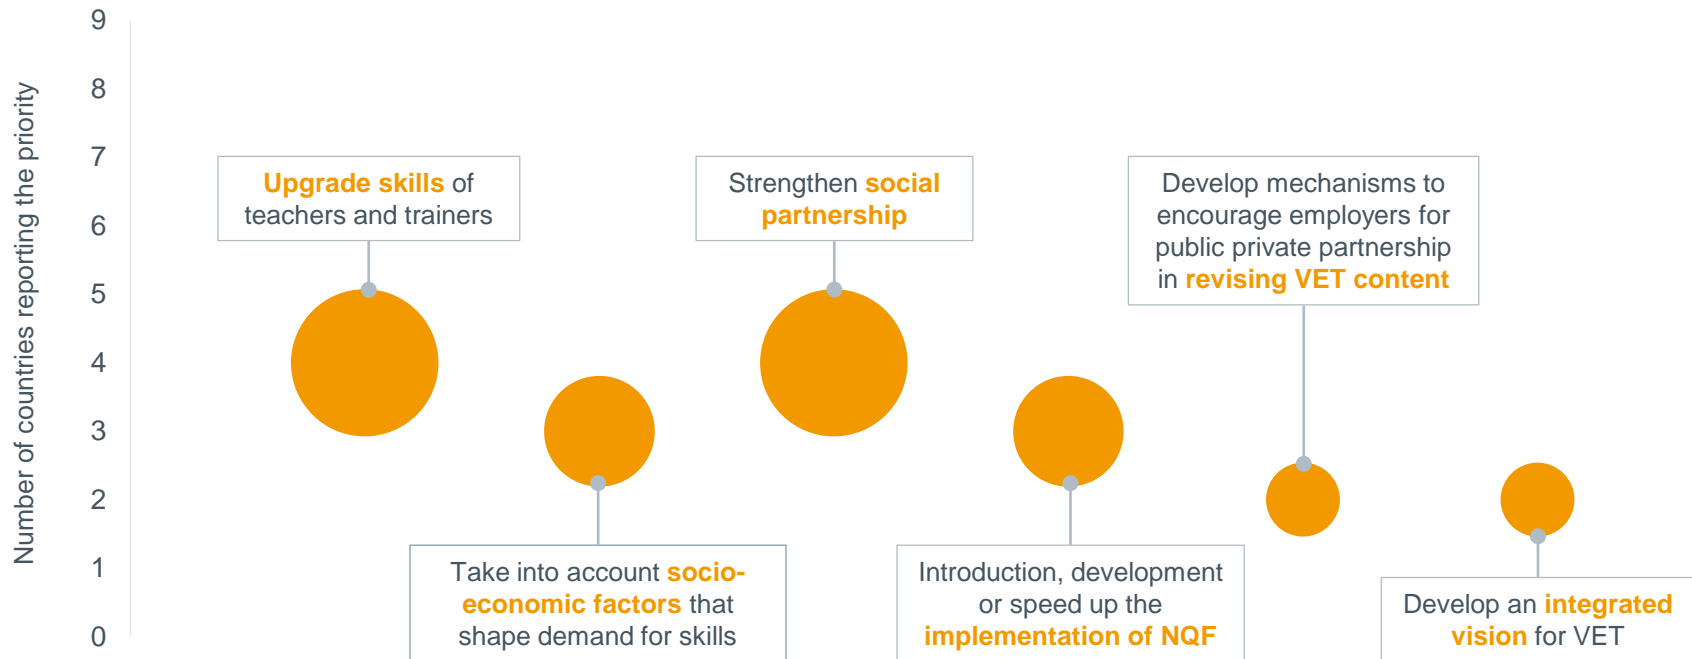 Number of countries reporting the priority
9
8
7
6
5
4
3
2
1
0
Upgrade skills of
teachers and trainers
Take into account socio-
economic factors that
shape demand for skills
Strengthen social
partnership
Introduction, development
or speed up the
implementation of NQF
Develop mechanisms to
encourage employers for
public private partnership
in revising VET content
Develop an integrated
vision for VET